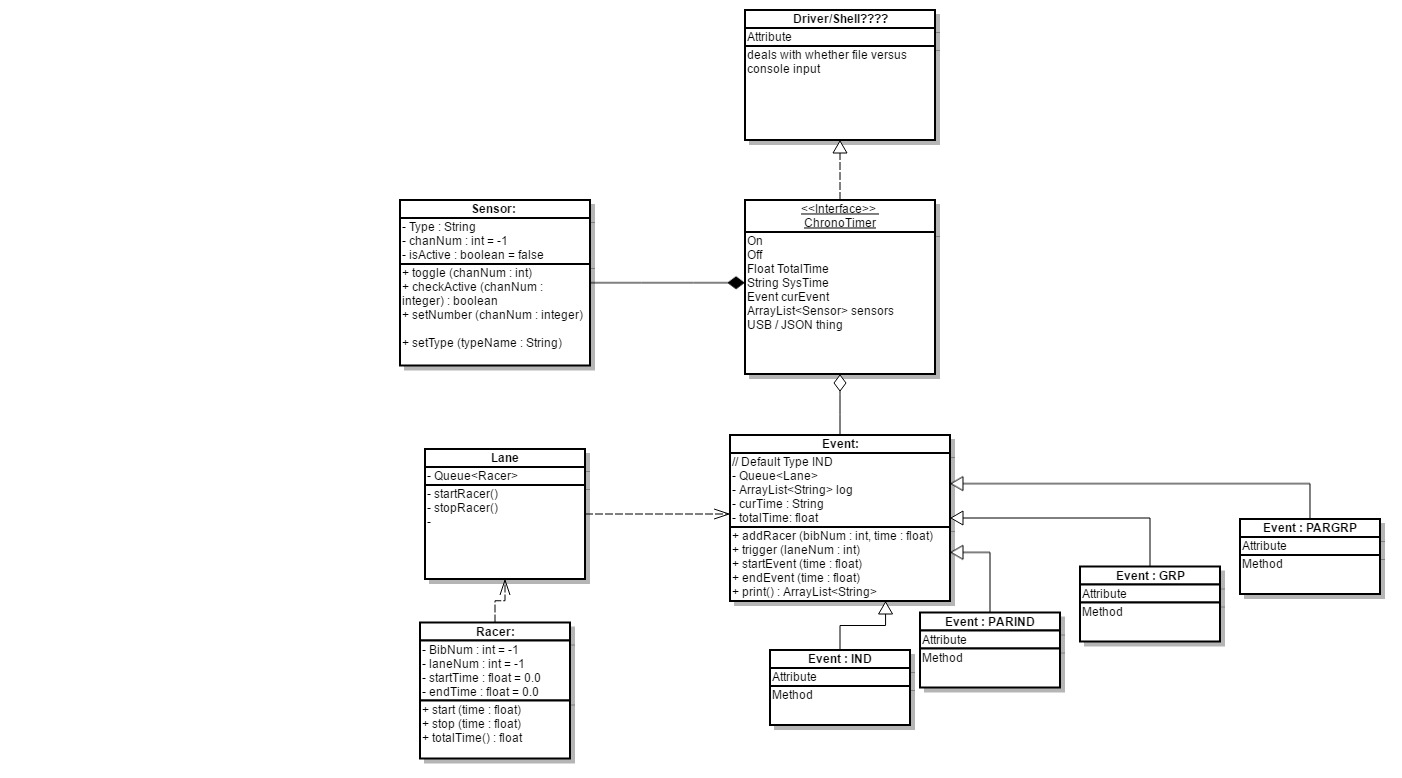 Driver/Shell????
Attribute
deals with whether file versus
console input
Sensor:
- Type : String
- chanNum : int = -1
- isActive : boolean = false
+ toggle (chanNum : int)
+ checkActive (chanNum :
integer) : boolean
+ setNumber (chanNum : integer)
+ setType (typeName : String)
<<Interface>>
ChronoTimer
On
Off
Float TotalTime
String SysTime
Event curEvent
ArrayList<Sensor> sensors
USB / JSON thing
Lane
- Queue<Racer>
- startRacer()
- stopRacer()
-
Event:
// Default Type IND
- Queue<Lane>
- ArrayList<String> log
- curTime : String
- totalTime: float
+ addRacer (bibNum : int, time : float)
+ trigger (laneNum : int)
+ startEvent (time : float)
+ endEvent (time : float)
+ print() : ArrayList<String>
Racer:
- BibNum : int = -1
- laneNum : int = -1
- startTime : float = 0.0
- endTime : float = 0.0
+ start (time : float)
+ stop (time : float)
+ totalTime() : float
Event : IND
Attribute
Method
Event : PARIND
Attribute
Method
Event : GRP
Attribute
Method
Event : PARGRP
Attribute
Method